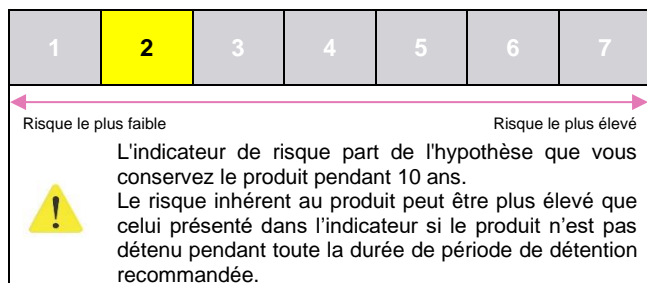 1 2 3 4 5 6 7
Risque le plus faible Risque le plus élevé
L'indicateur de risque part de l'hypothèse que vous
conservez le produit pendant 10 ans.
Le risque inhérent au produit peut être plus élevé que
celui présenté dans l’indicateur si le produit n’est pas
détenu pendant toute la durée de période de détention
recommandée.